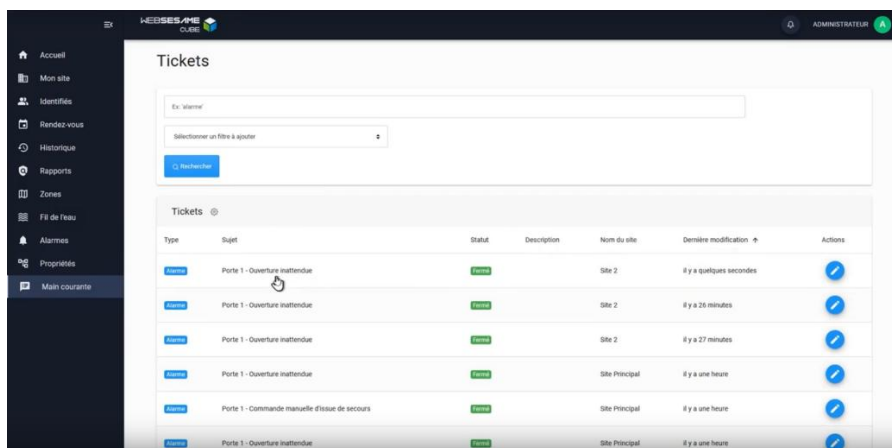 WEBSESAME
CUBE
ADMINISTRATEUR A
Accueil
Mon site
Identifiés
Rendez-vous
Historique
Rapports
Zones
Fil de l'eau
Alarmes
Propriétés
Main courante
Tickets
Ex: 'alarme'
Sélectionner un filtre à ajouter
Rechercher
Tickets
Type Sujet Statut Description Nom du site Dernière modification Actions
Alarme Porte 1 - Ouverture inattendue Fermé Site 2 il y a quelques secondes
Alarme Porte 1 - Ouverture inattendue Fermé Site 2 il y a 26 minutes
Alarme Porte 1 - Ouverture inattendue Fermé Site 2 il y a 27 minutes
Alarme Porte 1 - Ouverture inattendue Fermé Site Principal il y a une heure
Alarme Porte 1 - Commande manuelle d'issue de secours Fermé Site Principal il y a une heure
Alarme Porte 1 - Ouverture inattendue Fermé Site Principal il y a une heure